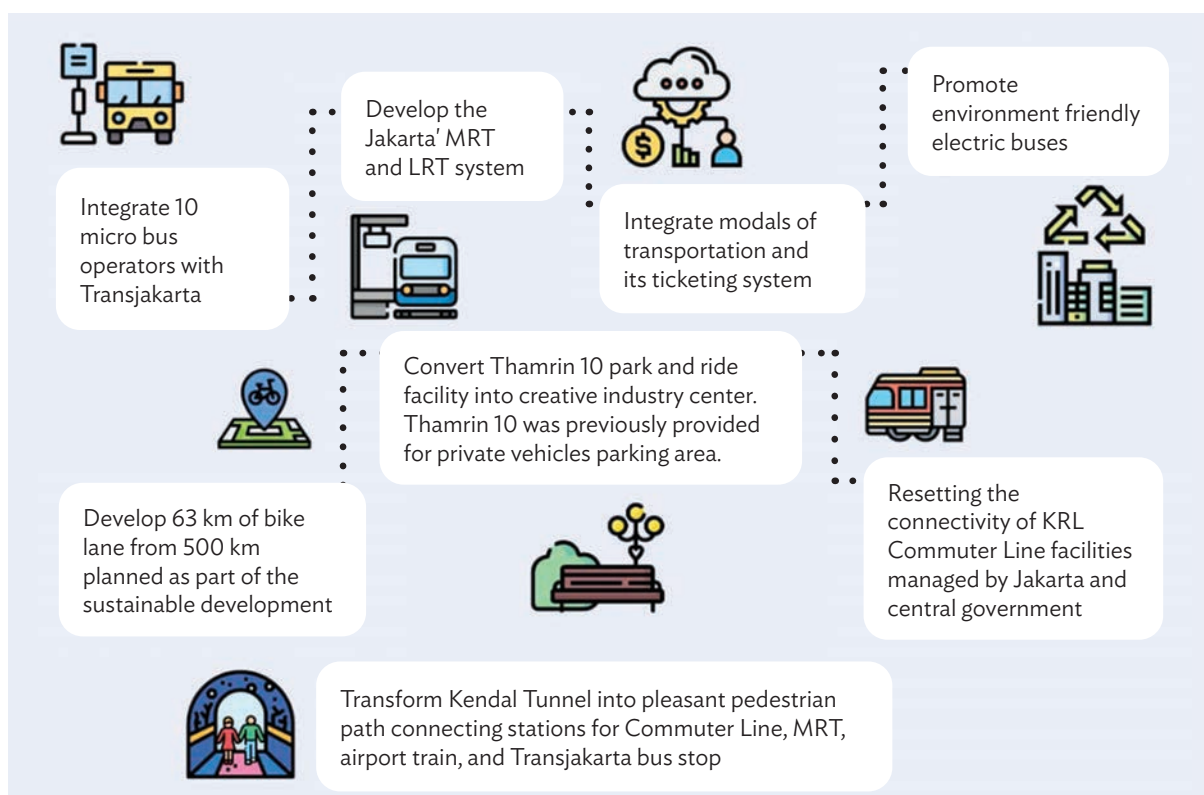 Integrate 10
micro bus
operators with
Transjakarta
Develop the
Jakarta' MRT
and LRT system
Integrate modals of
transportation and
its ticketing system
Promote
environment friendly
electric buses
Develop 63 km of bike
lane from 500 km
planned as part of the
sustainable development
Convert Thamrin 10 park and ride
facility into creative industry center.
Thamrin 10 was previously provided
for private vehicles parking area.
Resetting the
connectivity of KRL
Commuter Line facilities
managed by Jakarta and
central government
Transform Kendal Tunnel into pleasant pedestrian
path connecting stations for Commuter Line, MRT,
airport train, and Transjakarta bus stop